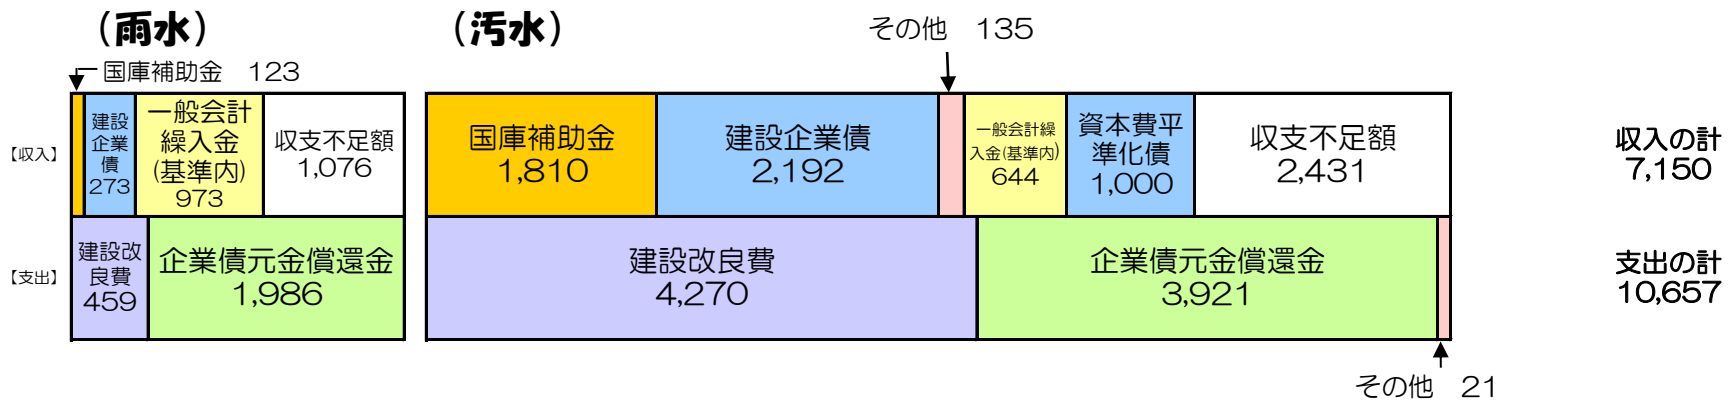 （雨水）
（汚水）
その他　135
国庫補助金　123
【収入】
建設
企業
債
273
一般会計
繰入金
(基準内)
973
収支不足額
1,076
国庫補助金
1,810
建設企業債
2,192
一般会計繰
入金(基準内)
644
資本費平
準化債
1,000
収支不足額
2,431
収入の計
7,150
【支出】
建設改
良費
459
企業債元金償還金
1,986
建設改良費
4,270
企業債元金償還金
3,921
支出の計
10,657
その他　21